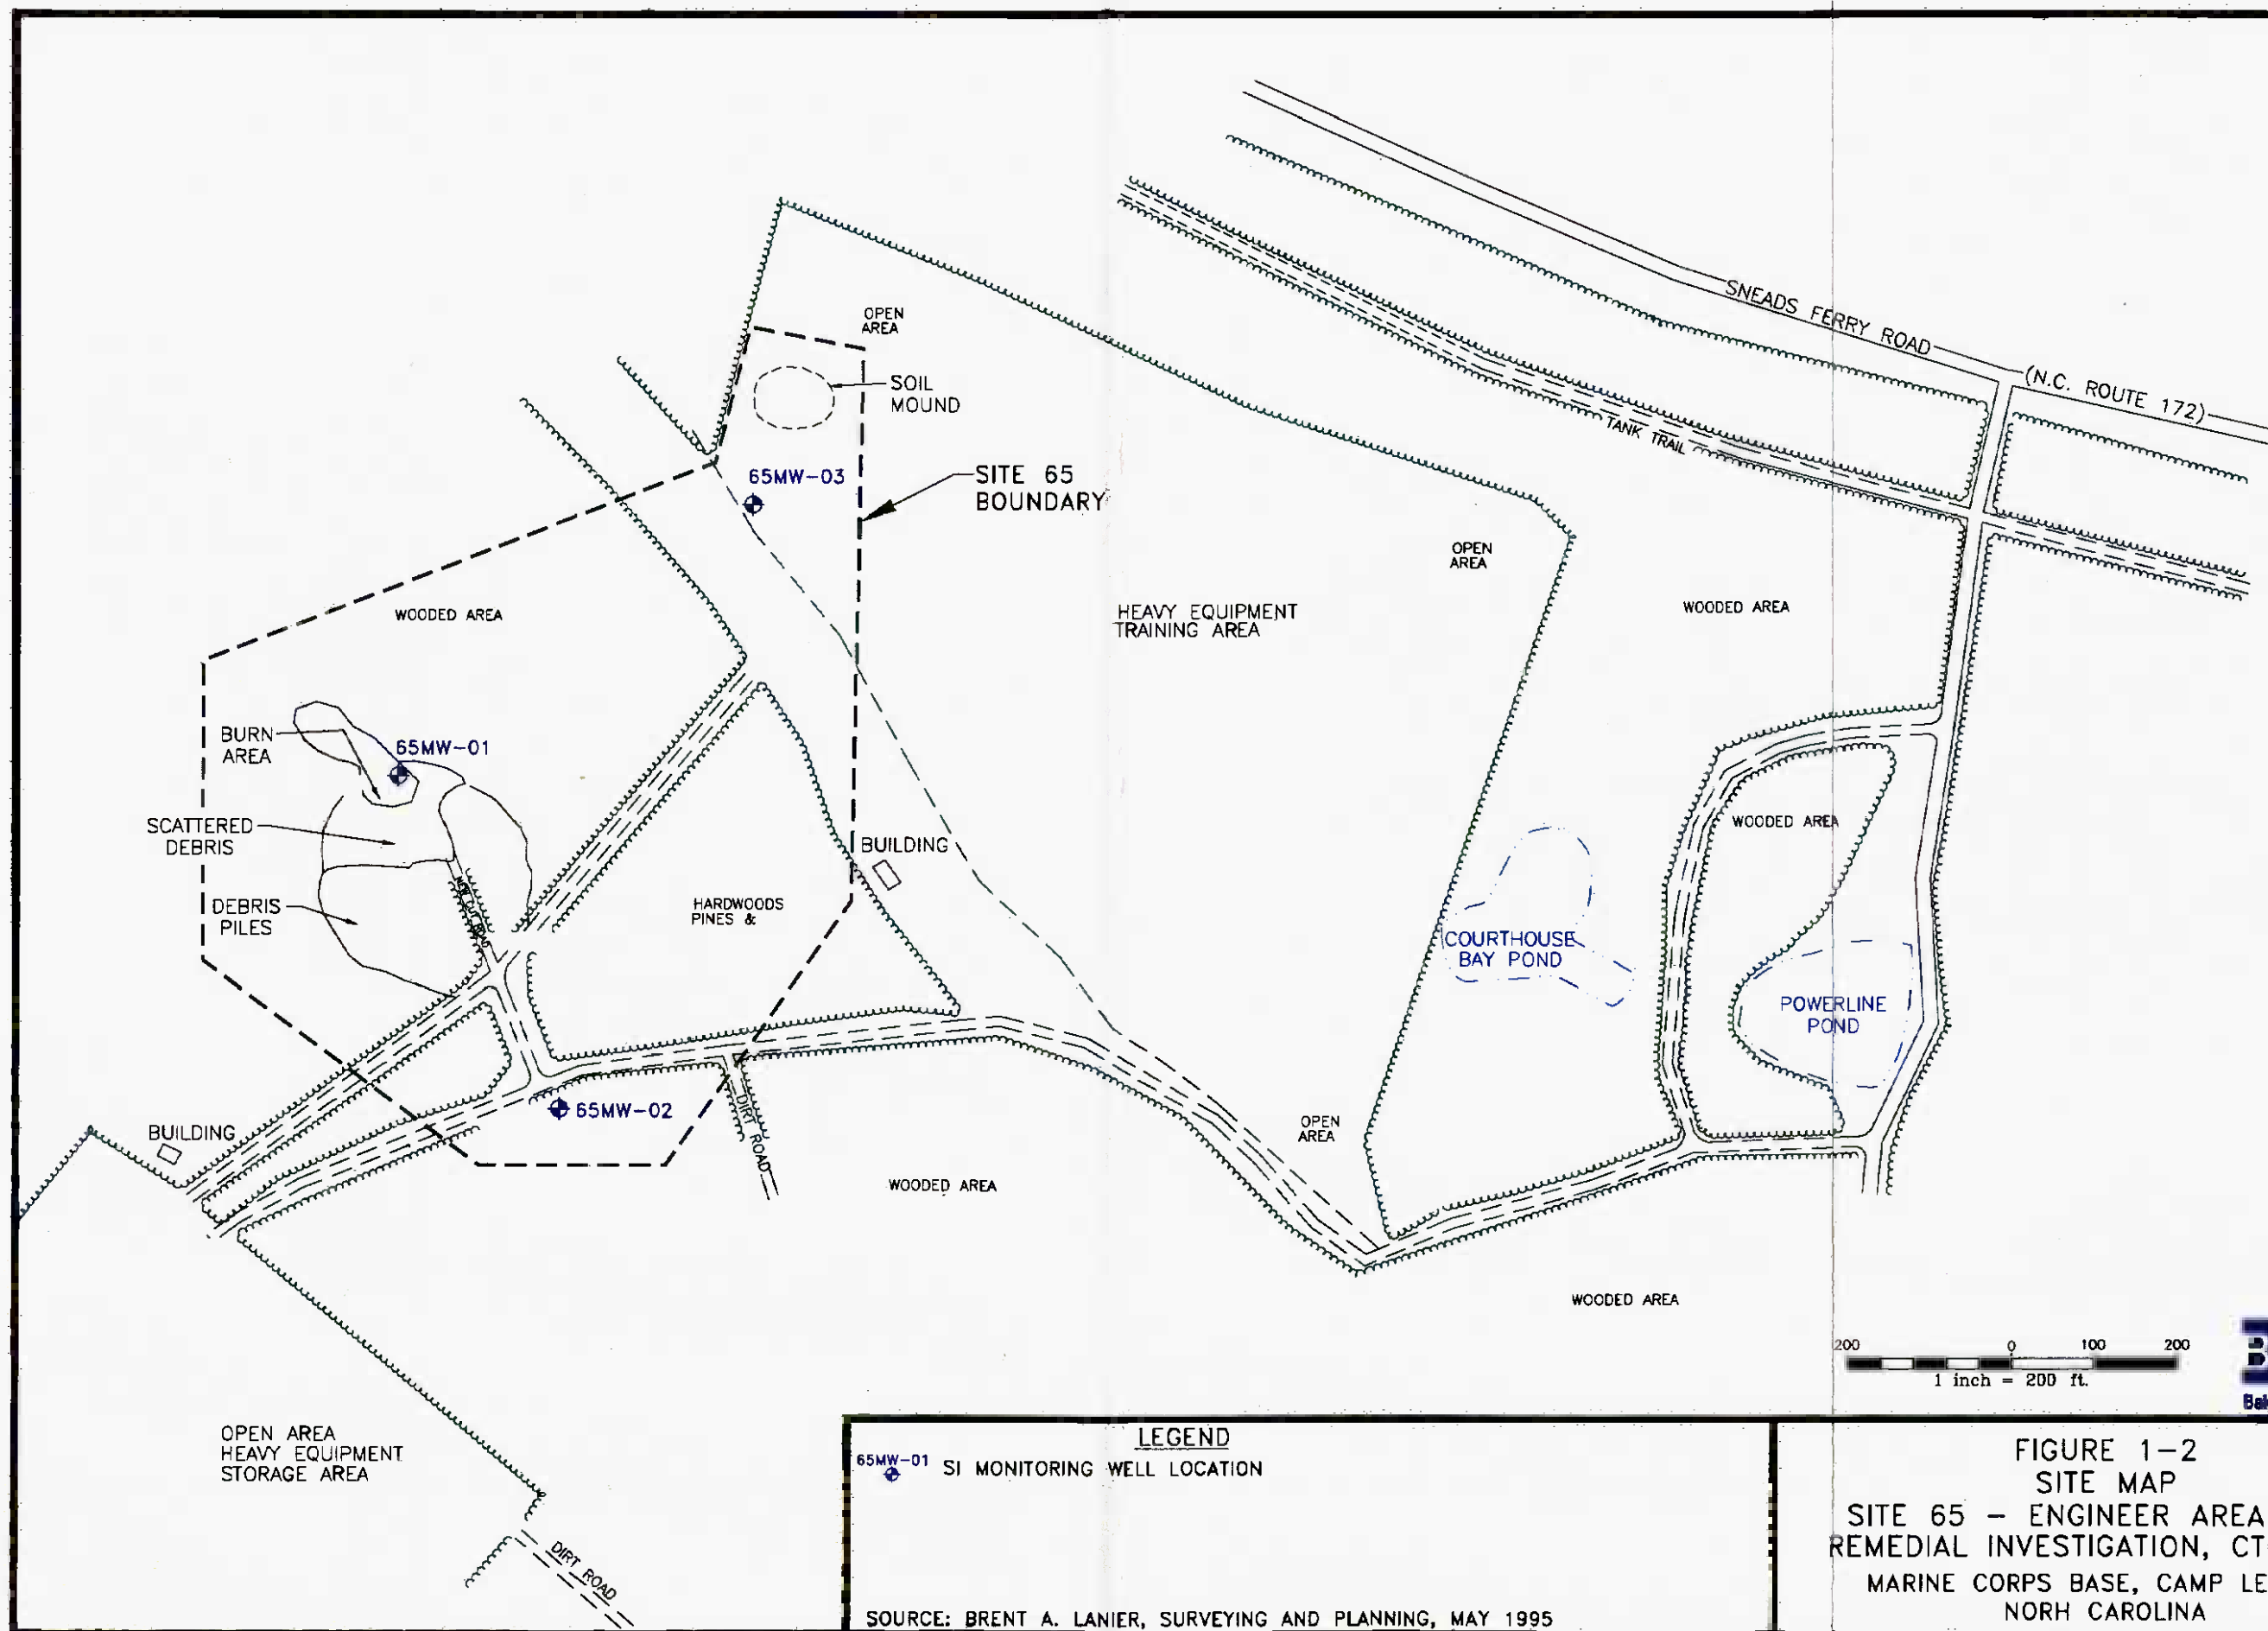 SNEADS FERRY ROAD
(N.C. ROUTE 172)
TANK TRAIL
OPEN
AREA
SOIL
MOUND
65MW-03
SITE 65
BOUNDARY
OPEN
AREA
WOODED AREA
HEAVY EQUIPMENT
TRAINING AREA
WOODED AREA
BURN
AREA
65MW-01
SCATTERED
DEBRIS
WOODED AREA
BUILDING
DEBRIS
PILES
HARDWOODS
PINES &
COURTHOUSE
BAY POND
POWERLINE
POND
65MW-02
DIRT ROAD
BUILDING
OPEN
AREA
WOODED AREA
WOODED AREA
200 0 100 200
1 inch = 200 ft.
OPEN AREA
HEAVY EQUIPMENT
STORAGE AREA
DIRT ROAD
LEGEND
65MW-01 SI MONITORING WELL LOCATION
SOURCE: BRENT A. LANIER, SURVEYING AND PLANNING, MAY 1995
FIGURE 1-2
SITE MAP
SITE 65 - ENGINEER AREA
REMEDIAL INVESTIGATION, CT
MARINE CORPS BASE, CAMP LE
NORH CAROLINA